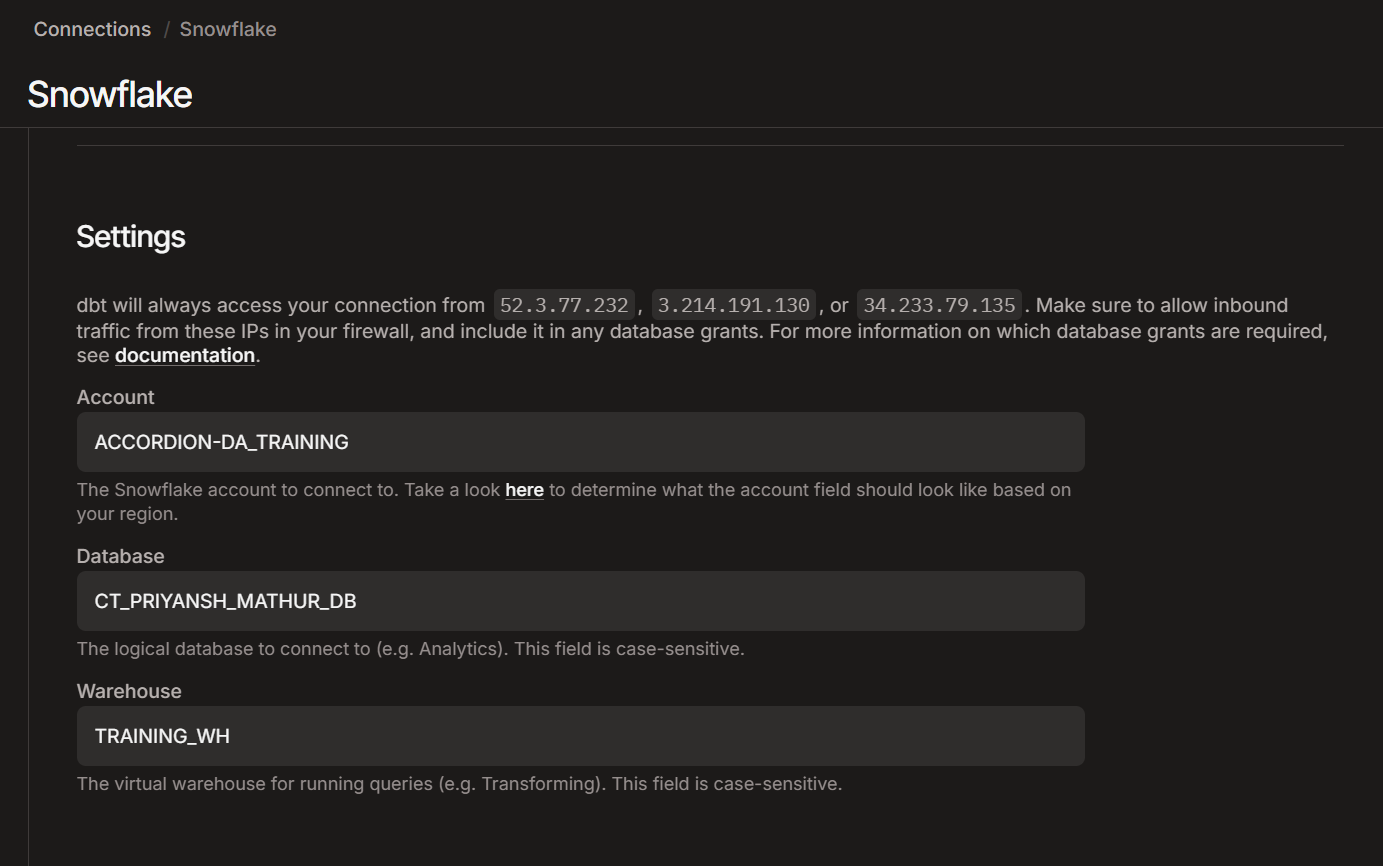 Connections / Snowflake
Snowflake
Settings
dbt will always access your connection from 52.3.77.232, 3.214.191.130, or 34.233.79.135. Make sure to allow inbound
traffic from these IPs in your firewall, and include it in any database grants. For more information on which database grants are required,
see documentation.
Account
ACCORDION-DA_TRAINING
The Snowflake account to connect to. Take a look here to determine what the account field should look like based on
your region.
Database
CT_PRIYANSH_MATHUR_DB
The logical database to connect to (e.g. Analytics). This field is case-sensitive.
Warehouse
TRAINING_WH
The virtual warehouse for running queries (e.g. Transforming). This field is case-sensitive.